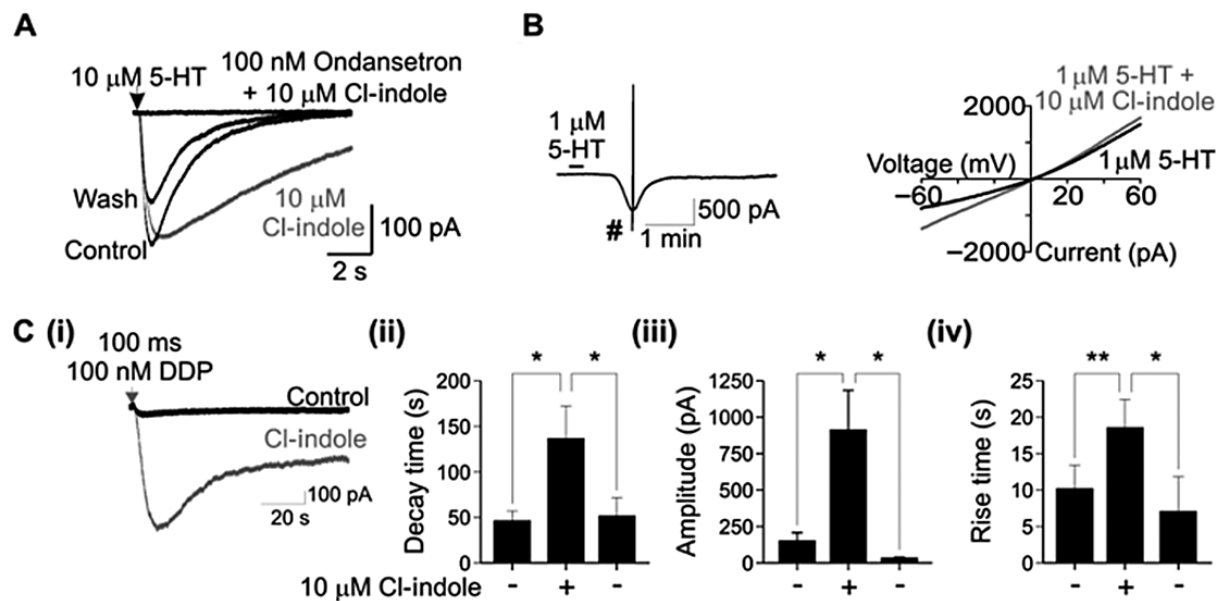 A
10 μM 5-HT
100 nM Ondansetron
+ 10 μM Cl-indole
Wash
Control
10 μM
Cl-indole
100 pA
2 s
B
1 μM
5-HT
#
500 pA
1 min
1 μM 5-HT +
10 μM Cl-indole
2000
Voltage (mV)
1 μM 5-HT
−60
20
60
−2000
Current (pA)
C (i)
100 ms
100 nM DDP
Control
Cl-indole
100 pA
20 s
(ii)
* *
Decay time (s)
200
150
100
50
0
10 μM Cl-indole
- + -
(iii)
* *
Amplitude (pA)
1250
1000
750
500
250
0
- + -
(iv)
** *
Rise time (s)
25
20
15
10
5
0
- + -